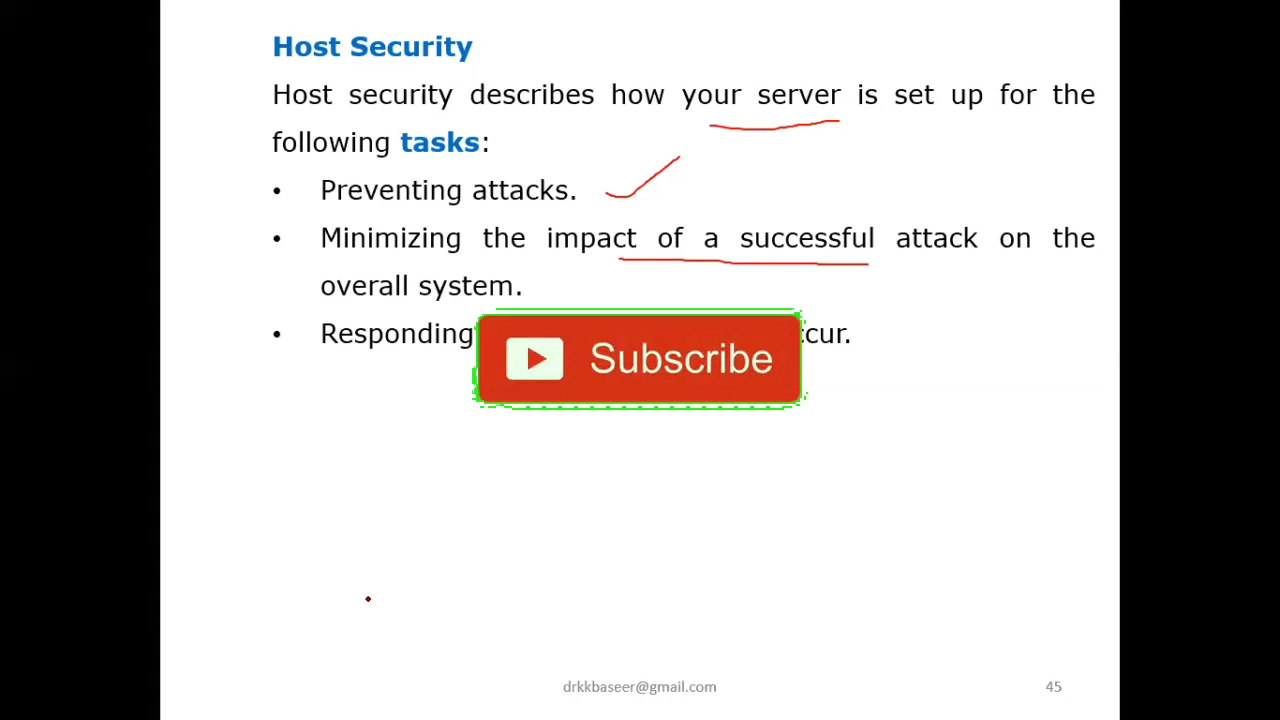 Host Security
Host security describes how your server is set up for the
following tasks:
• Preventing attacks.
• Minimizing the impact of a successful attack on the
overall system.
• Responding ccur.
Subscribe
drkkbaseer@gmail.com 45